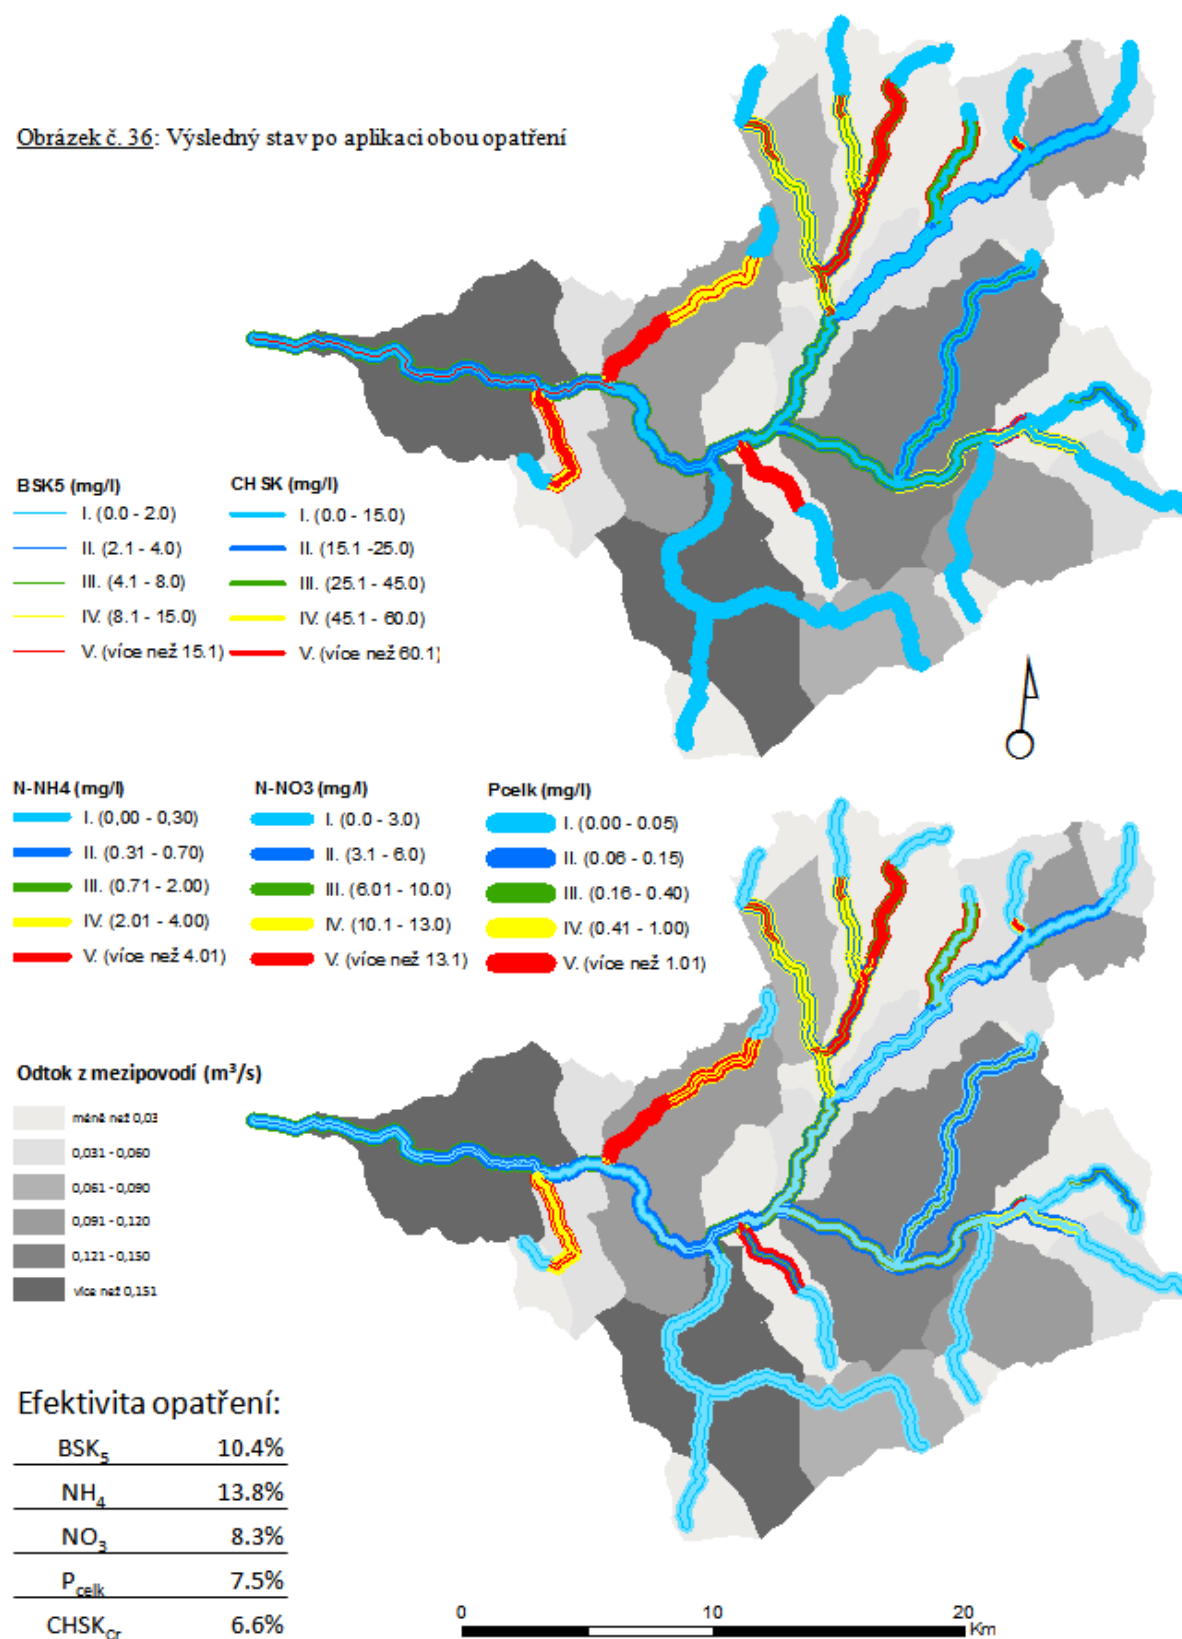 Obrázek č. 36: Výsledný stav po aplikaci obou opatření
BSK5 (mg/l)
I. (0.0 - 2.0)
II. (2.1 - 4.0)
III. (4.1 - 8.0)
IV. (8.1 - 15.0)
V. (více než 15.1)
CHSK (mg/l)
I. (0.0 - 15.0)
II. (15.1 -25.0)
III. (25.1 - 45.0)
IV. (45.1 - 60.0)
V. (více než 60.1)
N-NH4 (mg/l)
I. (0,00 - 0,30)
II. (0.31 - 0.70)
III. (0.71 - 2.00)
IV. (2.01 - 4.00)
V. (více než 4.01)
N-NO3 (mg/l)
I. (0.0 - 3.0)
II. (3.1 - 6.0)
III. (6.01 - 10.0)
IV. (10.1 - 13.0)
V. (více než 13.1)
Pcelk (mg/l)
I. (0.00 - 0.05)
II. (0.06 - 0.15)
III. (0.16 - 0.40)
IV. (0.41 - 1.00)
V. (více než 1.01)
Odtok z mezipovodí (m³/s)
méně než 0,03
0,031 - 0,060
0,061 - 0,090
0,091 - 0,120
0,121 - 0,150
více než 0,151
Efektivita opatření:
BSK₅ 10.4%
NH₄ 13.8%
NO₃ 8.3%
Pcelk 7.5%
CHSKCr 6.6%
0 10 20
Km